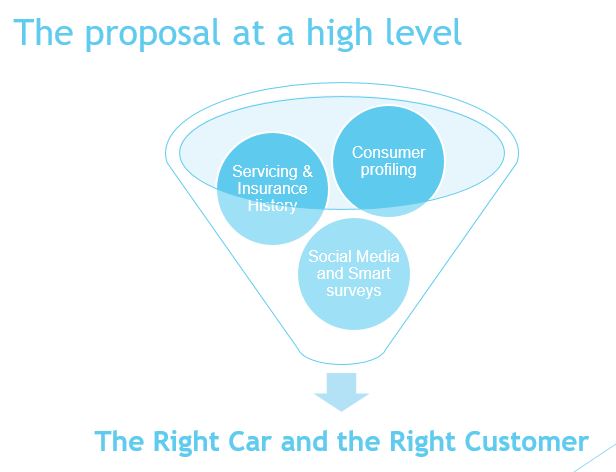 The proposal at a high level
Consumer
profiling
Servicing &
Insurance
History
Social Media
and Smart
surveys
The Right Car and the Right Customer